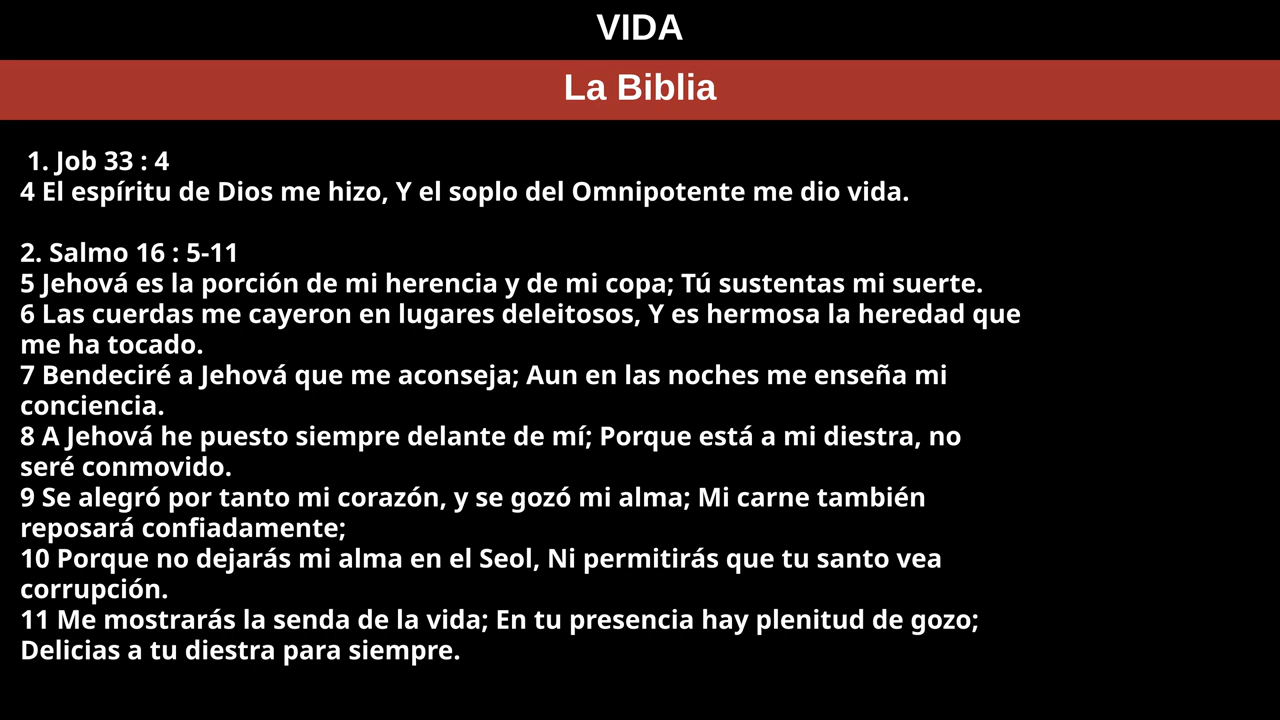 VIDA
La Biblia
1. Job 33 : 4
4 El espíritu de Dios me hizo, Y el soplo del Omnipotente me dio vida.
2. Salmo 16 : 5-11
5 Jehová es la porción de mi herencia y de mi copa; Tú sustentas mi suerte.
6 Las cuerdas me cayeron en lugares deleitosos, Y es hermosa la heredad que
me ha tocado.
7 Bendeciré a Jehová que me aconseja; Aun en las noches me enseña mi
conciencia.
8 A Jehová he puesto siempre delante de mí; Porque está a mi diestra, no
seré conmovido.
9 Se alegró por tanto mi corazón, y se gozó mi alma; Mi carne también
reposará confiadamente;
10 Porque no dejarás mi alma en el Seol, Ni permitirás que tu santo vea
corrupción.
11 Me mostrarás la senda de la vida; En tu presencia hay plenitud de gozo;
Delicias a tu diestra para siempre.